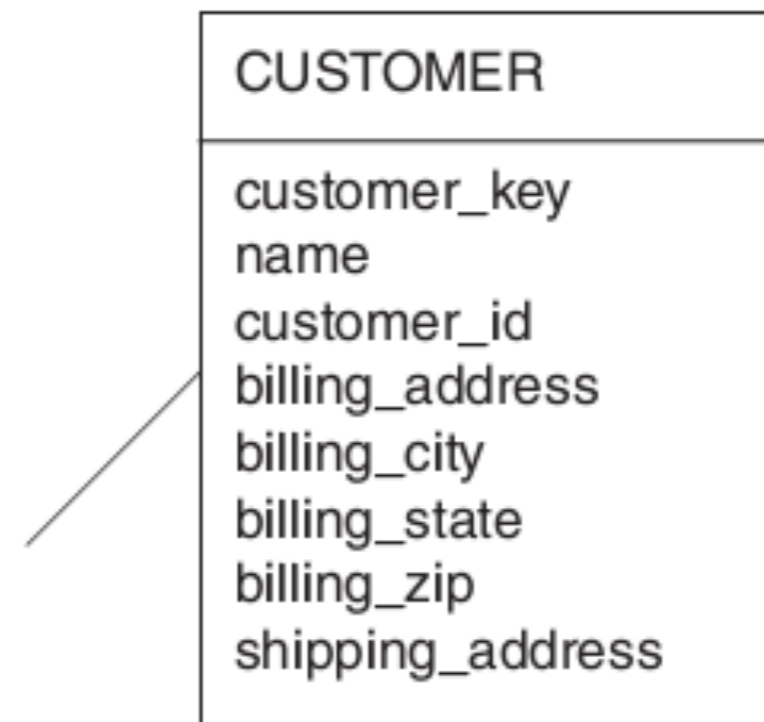 CUSTOMER
customer_key
name
customer_id
billing_address
billing_city
billing_state
billing_zip
shipping_address